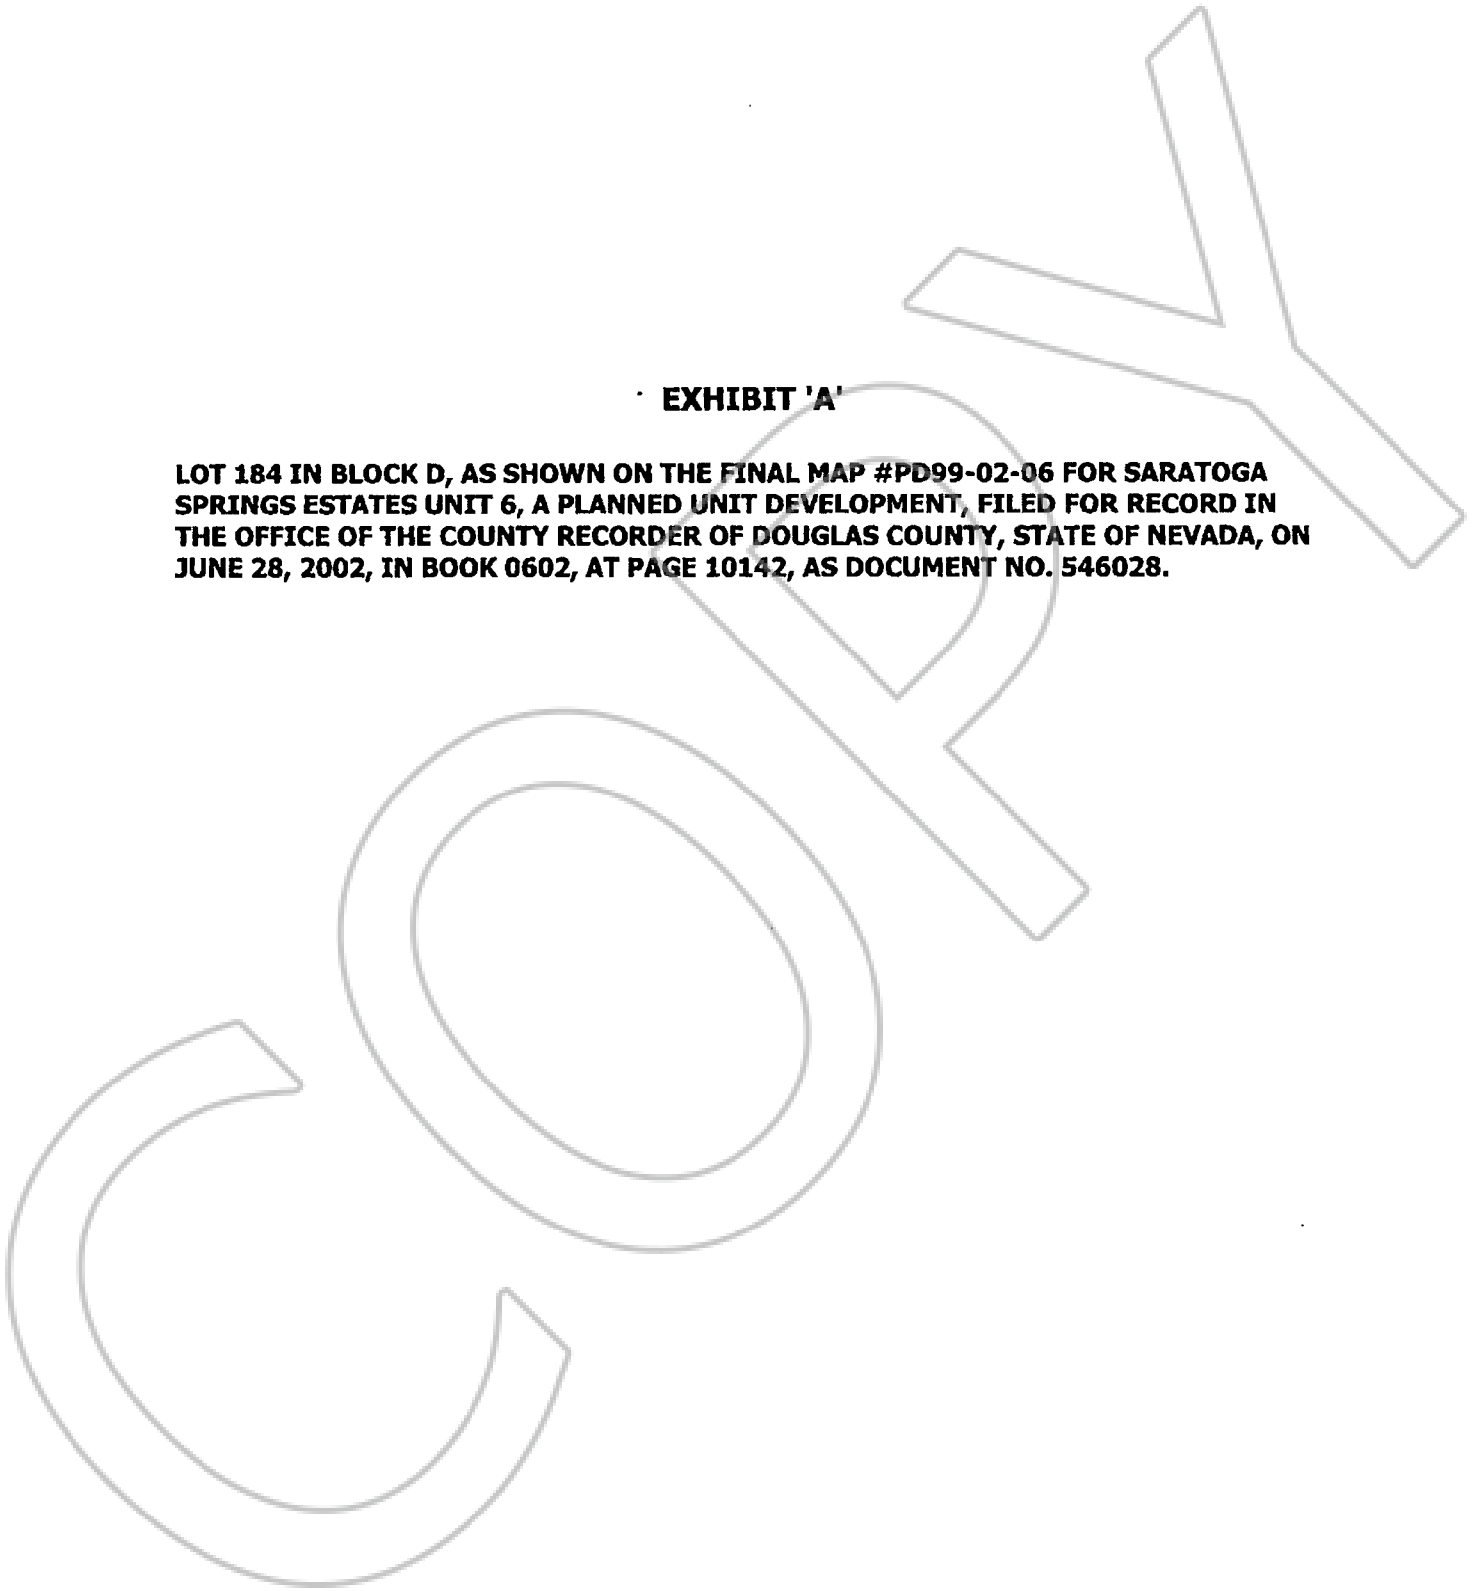 EXHIBIT 'A'
LOT 184 IN BLOCK D, AS SHOWN ON THE FINAL MAP #PD99-02-06 FOR SARATOGA
SPRINGS ESTATES UNIT 6, A PLANNED UNIT DEVELOPMENT, FILED FOR RECORD IN
THE OFFICE OF THE COUNTY RECORDER OF DOUGLAS COUNTY, STATE OF NEVADA, ON
JUNE 28, 2002, IN BOOK 0602, AT PAGE 10142, AS DOCUMENT NO. 546028.
COPY